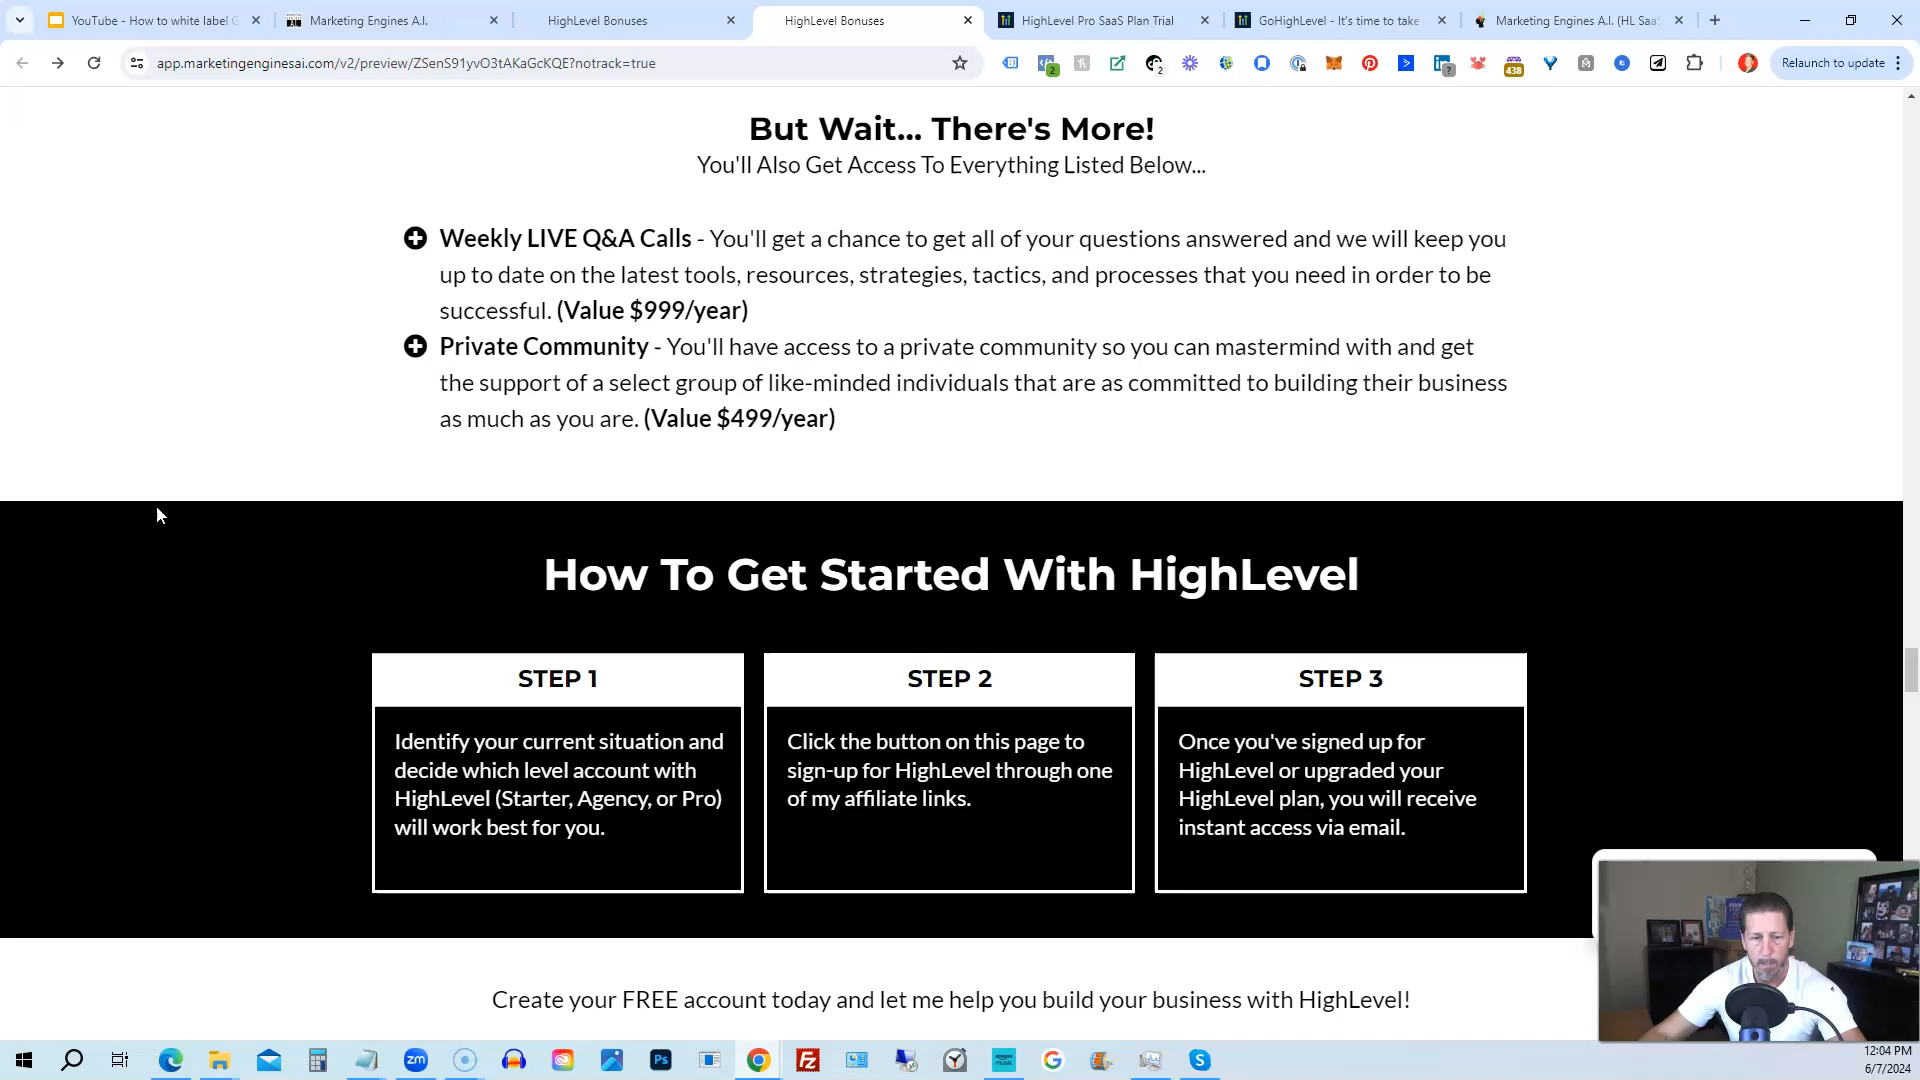 YouTube - How to white label G
Marketing Engines A.I.
HighLevel Bonuses
HighLevel Bonuses
HighLevel Pro SaaS Plan Trial
GoHighLevel - It's time to take
Marketing Engines A.I. (HL SaaS
app.marketingenginesai.com/v2/preview/ZSenS91yvO3tAKaGcKQE?notrack=true
2
2
?
438
Relaunch to update
But Wait... There's More!
You'll Also Get Access To Everything Listed Below...
Weekly LIVE Q&A Calls - You'll get a chance to get all of your questions answered and we will keep you
up to date on the latest tools, resources, strategies, tactics, and processes that you need in order to be
successful. (Value $999/year)
Private Community - You'll have access to a private community so you can mastermind with and get
the support of a select group of like-minded individuals that are as committed to building their business
as much as you are. (Value $499/year)
How To Get Started With HighLevel
STEP 1
Identify your current situation and
decide which level account with
HighLevel (Starter, Agency, or Pro)
will work best for you.
STEP 2
Click the button on this page to
sign-up for HighLevel through one
of my affiliate links.
STEP 3
Once you've signed up for
HighLevel or upgraded your
HighLevel plan, you will receive
instant access via email.
Create your FREE account today and let me help you build your business with HighLevel!
zm
Ps
Fz
amazon music
G
S
12:04 PM
6/7/2024